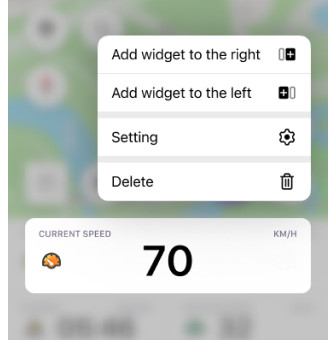 Add widget to the right
Add widget to the left
Setting
Delete
CURRENT SPEED
KM/H
70